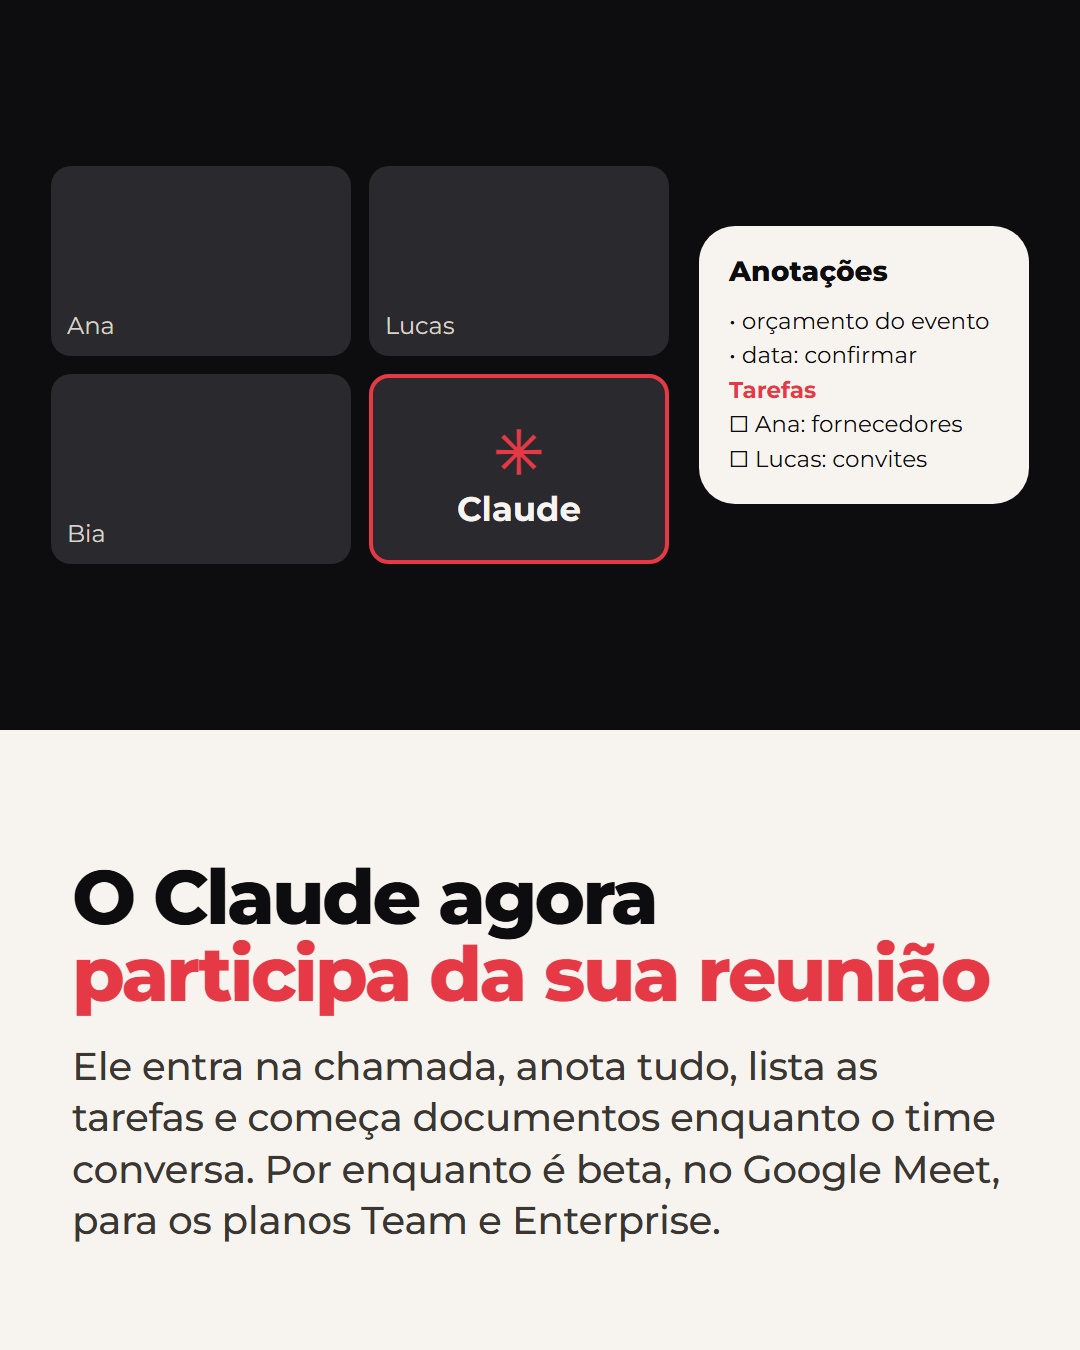 Ana
Lucas
Bia
Claude
Anotações
· orçamento do evento
· data: confirmar
Tarefas
☐ Ana: fornecedores
☐ Lucas: convites
O Claude agora
participa da sua reunião
Ele entra na chamada, anota tudo, lista as
tarefas e começa documentos enquanto o time
conversa. Por enquanto é beta, no Google Meet,
para os planos Team e Enterprise.